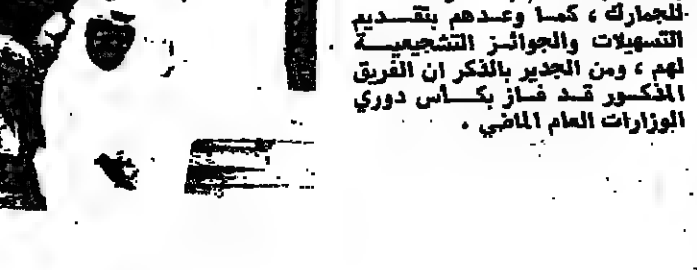 للجمارك ، كما وعدهم بتقديم
التسهيلات والجوائز التشجيعية
لهم ، ومن الجدير بالذكر ان الفريق
المذكور قد فاز بكأس دوري
الوزارات العام الماضي .